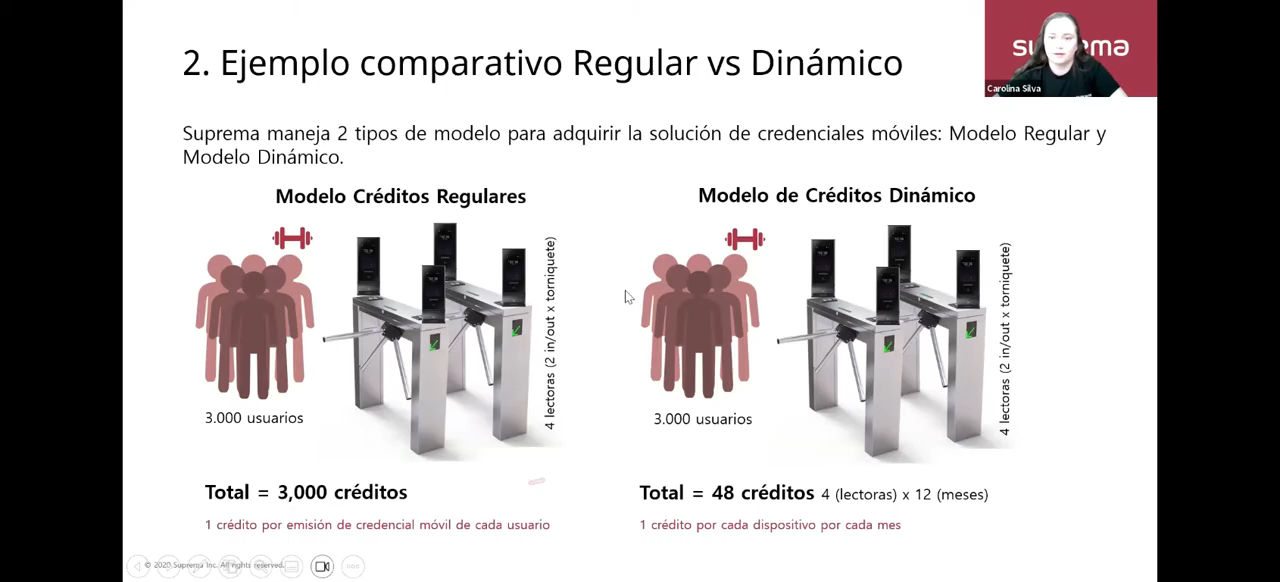 2. Ejemplo comparativo Regular vs Dinámico
suprema
Carolina Silva
Suprema maneja 2 tipos de modelo para adquirir la solución de credenciales móviles: Modelo Regular y
Modelo Dinámico.
Modelo Créditos Regulares
4 lectoras (2 in/out x torniquete)
3.000 usuarios
Total = 3,000 créditos
1 crédito por emisión de credencial móvil de cada usuario
Modelo de Créditos Dinámico
4 lectoras (2 in/out x torniquete)
3.000 usuarios
Total = 48 créditos 4 (lectoras) x 12 (meses)
1 crédito por cada dispositivo por cada mes
© 2020 Suprema Inc. All rights reserved.